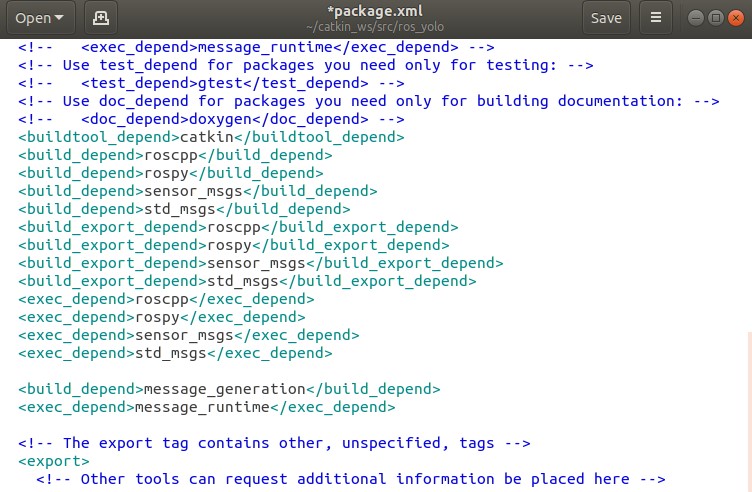 Open
*package.xml
~/catkin_ws/src/ros_yolo
Save
<!--   <exec_depend>message_runtime</exec_depend> -->
<!-- Use test_depend for packages you need only for testing: -->
<!--   <test_depend>gtest</test_depend> -->
<!-- Use doc_depend for packages you need only for building documentation: -->
<!--   <doc_depend>doxygen</doc_depend> -->
<buildtool_depend>catkin</buildtool_depend>
<build_depend>roscpp</build_depend>
<build_depend>rospy</build_depend>
<build_depend>sensor_msgs</build_depend>
<build_depend>std_msgs</build_depend>
<build_export_depend>roscpp</build_export_depend>
<build_export_depend>rospy</build_export_depend>
<build_export_depend>sensor_msgs</build_export_depend>
<build_export_depend>std_msgs</build_export_depend>
<exec_depend>roscpp</exec_depend>
<exec_depend>rospy</exec_depend>
<exec_depend>sensor_msgs</exec_depend>
<exec_depend>std_msgs</exec_depend>
<build_depend>message_generation</build_depend>
<exec_depend>message_runtime</exec_depend>
<!-- The export tag contains other, unspecified, tags -->
<export>
<!-- Other tools can request additional information be placed here -->